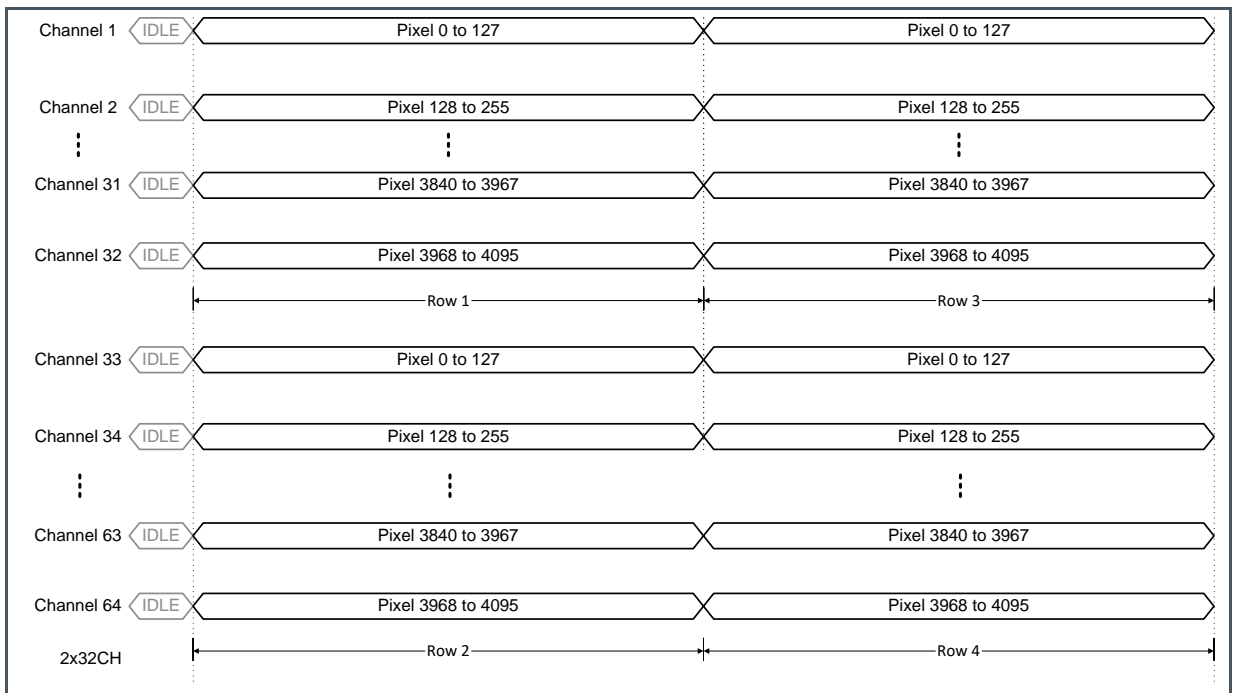 Channel 1 IDLE Pixel 0 to 127 Pixel 0 to 127
Channel 2 IDLE Pixel 128 to 255 Pixel 128 to 255
Channel 31 IDLE Pixel 3840 to 3967 Pixel 3840 to 3967
Channel 32 IDLE Pixel 3968 to 4095 Pixel 3968 to 4095
Row 1 Row 3
Channel 33 IDLE Pixel 0 to 127 Pixel 0 to 127
Channel 34 IDLE Pixel 128 to 255 Pixel 128 to 255
Channel 63 IDLE Pixel 3840 to 3967 Pixel 3840 to 3967
Channel 64 IDLE Pixel 3968 to 4095 Pixel 3968 to 4095
2x32CH Row 2 Row 4